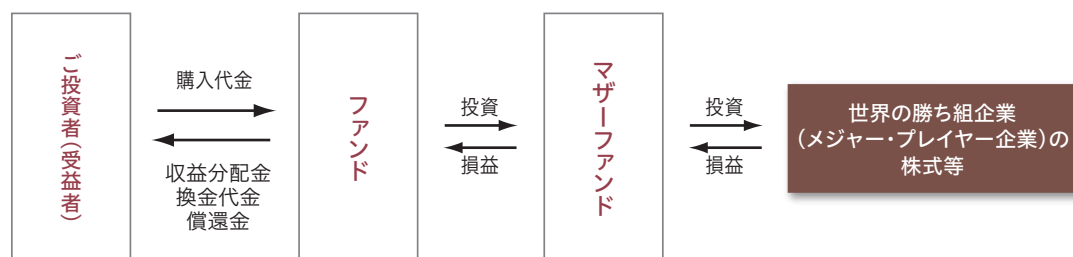 ご投資者(受益者)
購入代金
収益分配金
換金代金
償還金
ファンド
投資
損益
マザーファンド
投資
損益
世界の勝ち組企業
(メジャー・プレイヤー企業)の
株式等